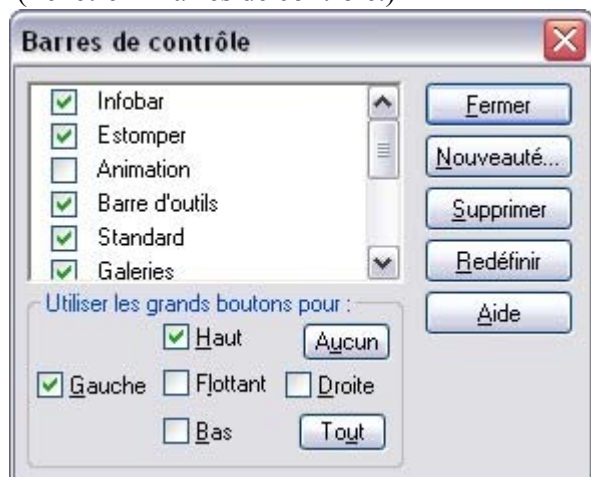 Barres de contrôle
Infobar
Estomper
Animation
Barre d'outils
Standard
Galeries
Fermer
Nouveauté...
Supprimer
Redéfinir
Aide
Utiliser les grands boutons pour :
Haut
Aucun
Gauche
Flottant
Droite
Bas
Tout